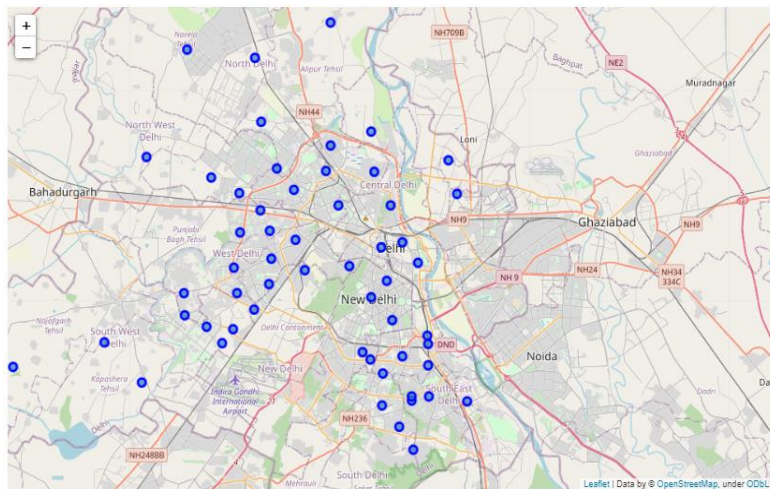 +
−
Narela Tehsil
North Delhi
Alipur Tehsil
NH709B
NE2
Baghpat
Muradnagar
NH44
North West
Delhi
Loni
Ghaziabad
Bahadurgarh
Central Delhi
NH9
Ghaziabad
NH9
Punjabi
Bagh Tehsil
Delhi
West Delhi
NH 9
NH24
NH34
334C
New Delhi
Najafgarh
Tehsil
South West
Delhi
Delhi Cantonment
DND
Noida
New Delhi
Kapashera
Tehsil
Indira Gandhi
International
Airport
South East
Delhi
Dadri
Da
NH236
Delhi
NH248BB
Mehrauli
South Delhi
Leaflet | Data by © OpenStreetMap, under ODbL